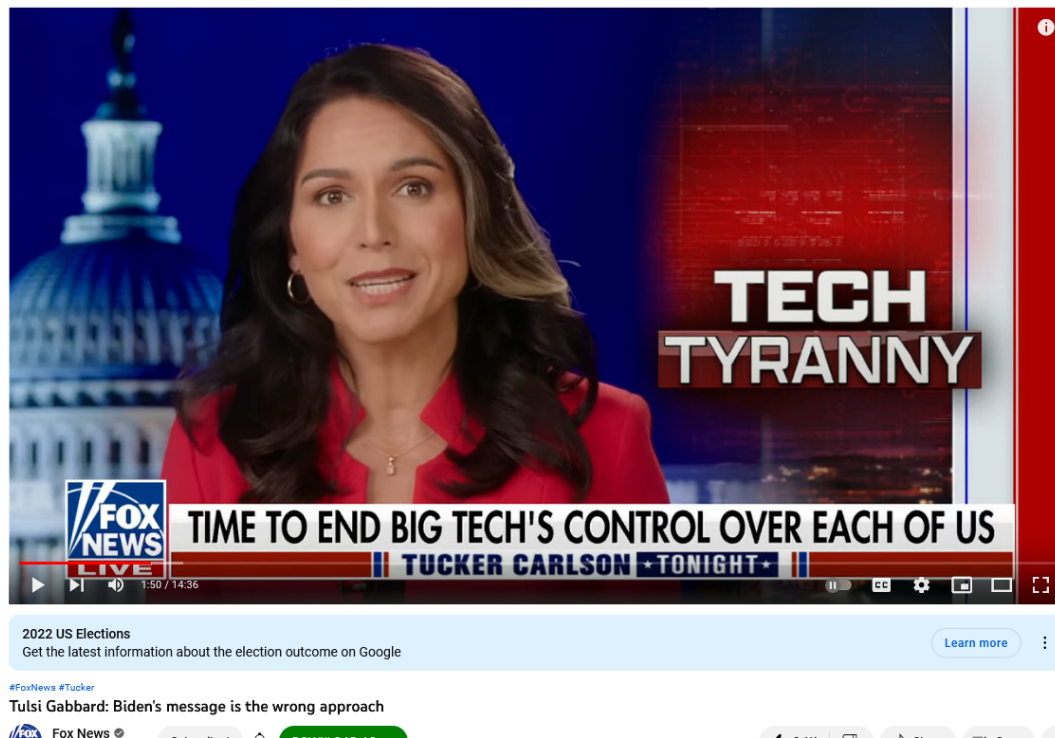 TECH
TYRANNY
FOX
NEWS
LIVE
TIME TO END BIG TECH'S CONTROL OVER EACH OF US
TUCKER CARLSON TONIGHT
1:50 / 14:36
CC
2022 US Elections
Get the latest information about the election outcome on Google
Learn more
#FoxNews #Tucker
Tulsi Gabbard: Biden's message is the wrong approach
FOX
Fox News